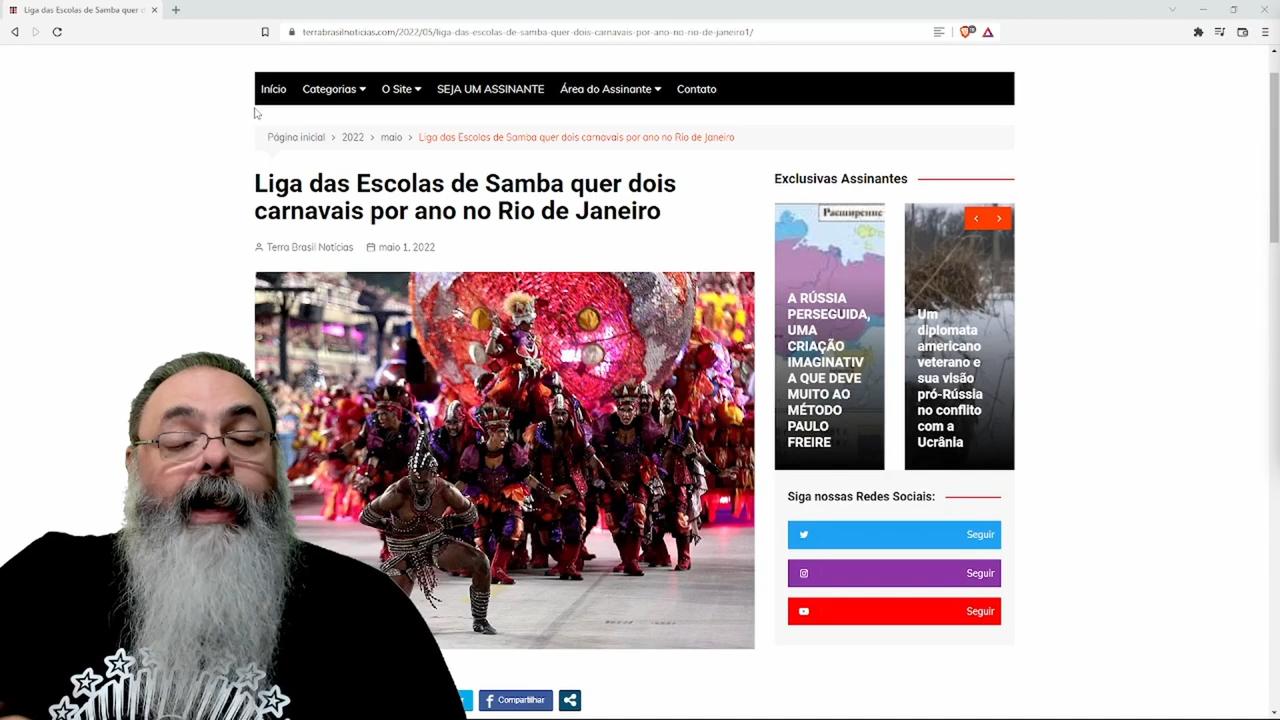 Liga das Escolas de Samba quer d
terrabrasilnoticias.com/2022/05/liga-das-escolas-de-samba-quer-dois-carnavais-por-ano-no-rio-de-janeiro1/
Início Categorias O Site SEJA UM ASSINANTE Área do Assinante Contato
Página inicial > 2022 > maio > Liga das Escolas de Samba quer dois carnavais por ano no Rio de Janeiro
Liga das Escolas de Samba quer dois
carnavais por ano no Rio de Janeiro
Terra Brasil Notícias maio 1, 2022
Exclusivas Assinantes
Расширение
A RÚSSIA
PERSEGUIDA,
UMA
CRIAÇÃO
IMAGINATIV
A QUE DEVE
MUITO AO
MÉTODO
PAULO
FREIRE
Um
diplomata
americano
veterano e
sua visão
pró-Rússia
no conflito
com a
Ucrânia
Siga nossas Redes Sociais:
Seguir
Seguir
Seguir
Compartilhar